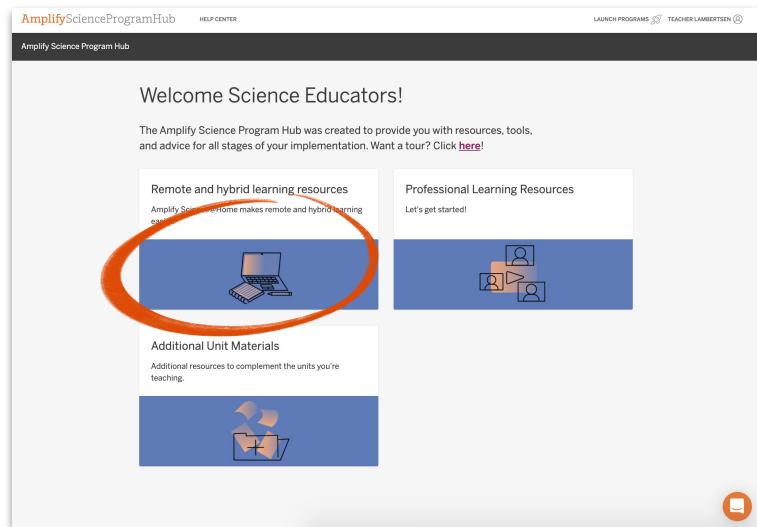 AmplifyScienceProgramHub
HELP CENTER
LAUNCH PROGRAMS
TEACHER LAMBERTSEN
Amplify Science Program Hub
Welcome Science Educators!
The Amplify Science Program Hub was created to provide you with resources, tools,
and advice for all stages of your implementation. Want a tour? Click here!
Remote and hybrid learning resources
Amplify Science@Home makes remote and hybrid learning
Professional Learning Resources
Let's get started!
Additional Unit Materials
Additional resources to complement the units you're
teaching.